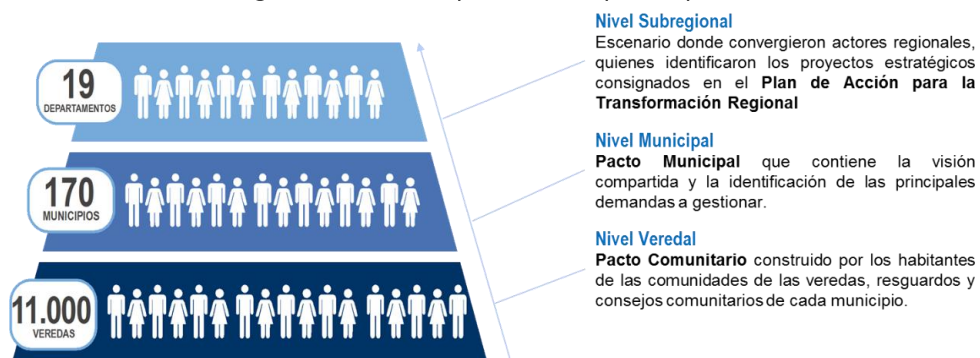 19
DEPARTAMENTOS
170
MUNICIPIOS
11.000
VEREDAS
Nivel Subregional
Escenario donde convergieron actores regionales,
quienes identificaron los proyectos estratégicos
consignados en el Plan de Acción para la
Transformación Regional
Nivel Municipal
Pacto Municipal que contiene la visión
compartida y la identificación de las principales
demandas a gestionar.
Nivel Veredal
Pacto Comunitario construido por los habitantes
de las comunidades de las veredas, resguardos y
consejos comunitarios de cada municipio.